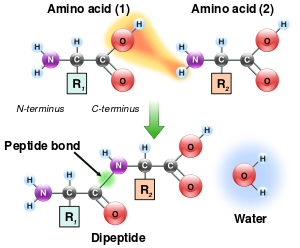 Amino acid (1) Amino acid (2)
H
O H H H
H H H O
N C C N C C
H O H O
R1 R2
N-terminus C-terminus
H
Peptide bond H H O
N C C
H H O H
N C C R2 O
H O H
R1 O
Dipeptide Water